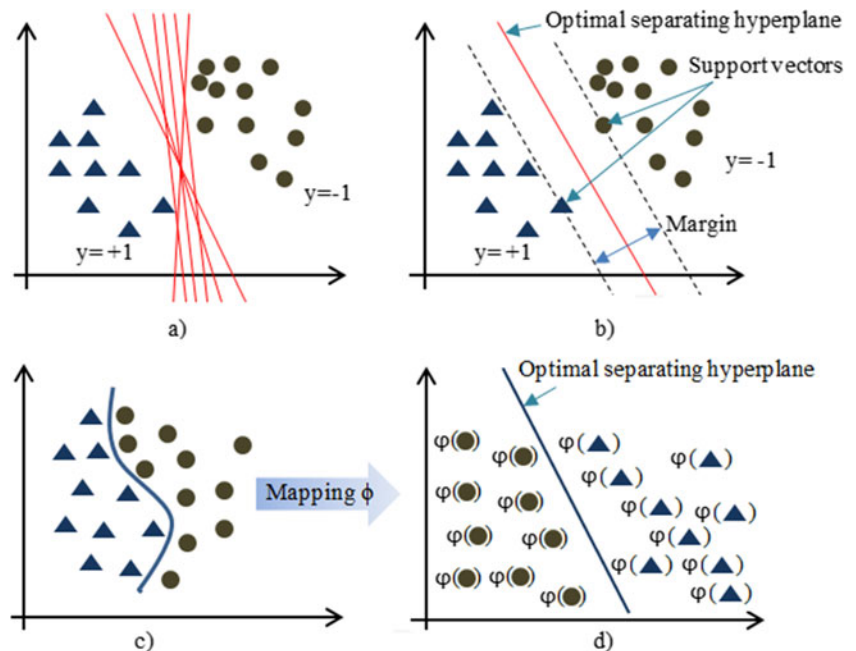 y=-1
y= +1
a)
Optimal separating hyperplane
Support vectors
y= -1
Margin
y= +1
b)
Mapping ϕ
c)
Optimal separating hyperplane
φ(●) φ(●) φ(▲) φ(▲)
φ(▲)
φ(●) φ(●) φ(▲) φ(▲)
φ(●) φ(●) φ(▲)
φ(●) φ(●) φ(▲) φ(▲)
φ(●) φ(▲)
d)